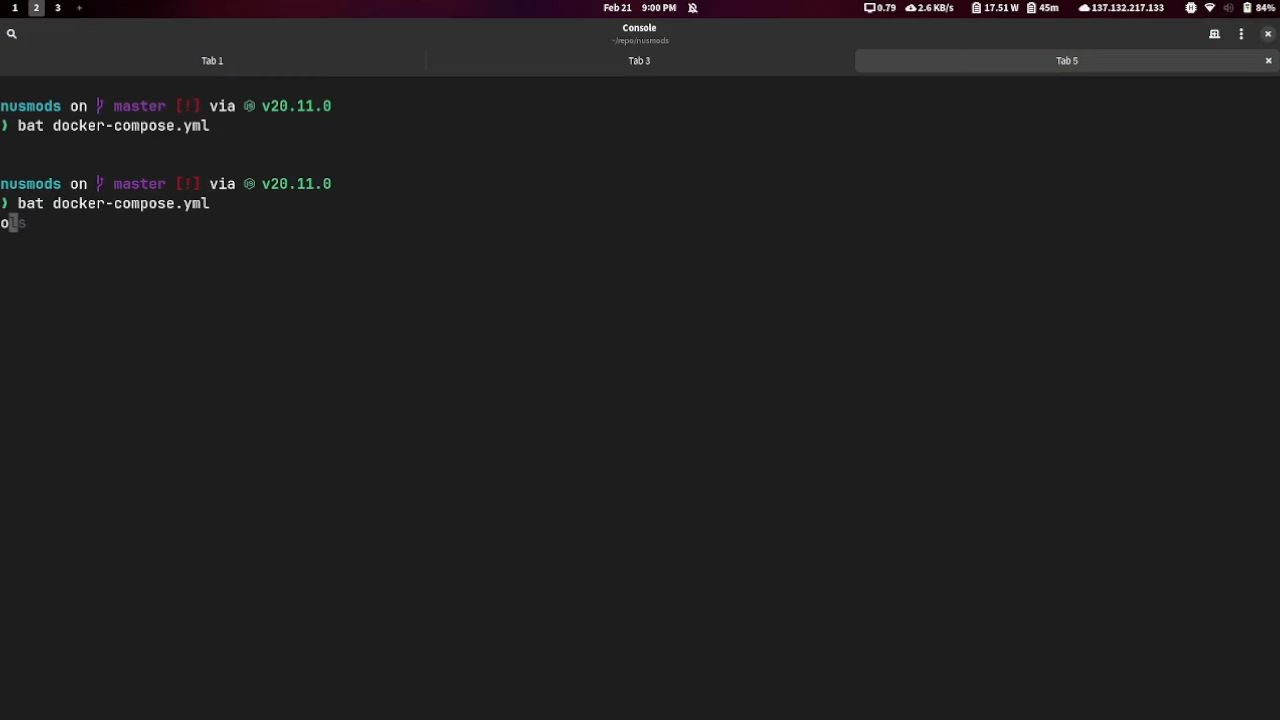 1 2 3 +
Feb 21 9:00 PM
0.79 2.6 KB/s 17.51 W 45m 137.132.217.133 84%
Console
~/repo/nusmods
Tab 1 Tab 3 Tab 5
nusmods on master [!] via v20.11.0
❯ bat docker-compose.yml
nusmods on master [!] via v20.11.0
❯ bat docker-compose.yml
ols